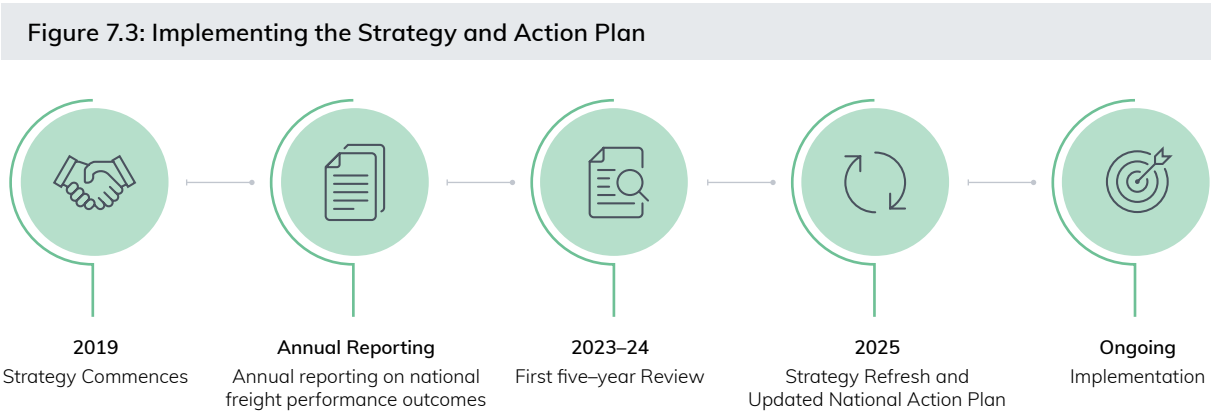 Figure 7.3: Implementing the Strategy and Action Plan
2019
Strategy Commences
Annual Reporting
Annual reporting on national
freight performance outcomes
2023–24
First five–year Review
2025
Strategy Refresh and
Updated National Action Plan
Ongoing
Implementation